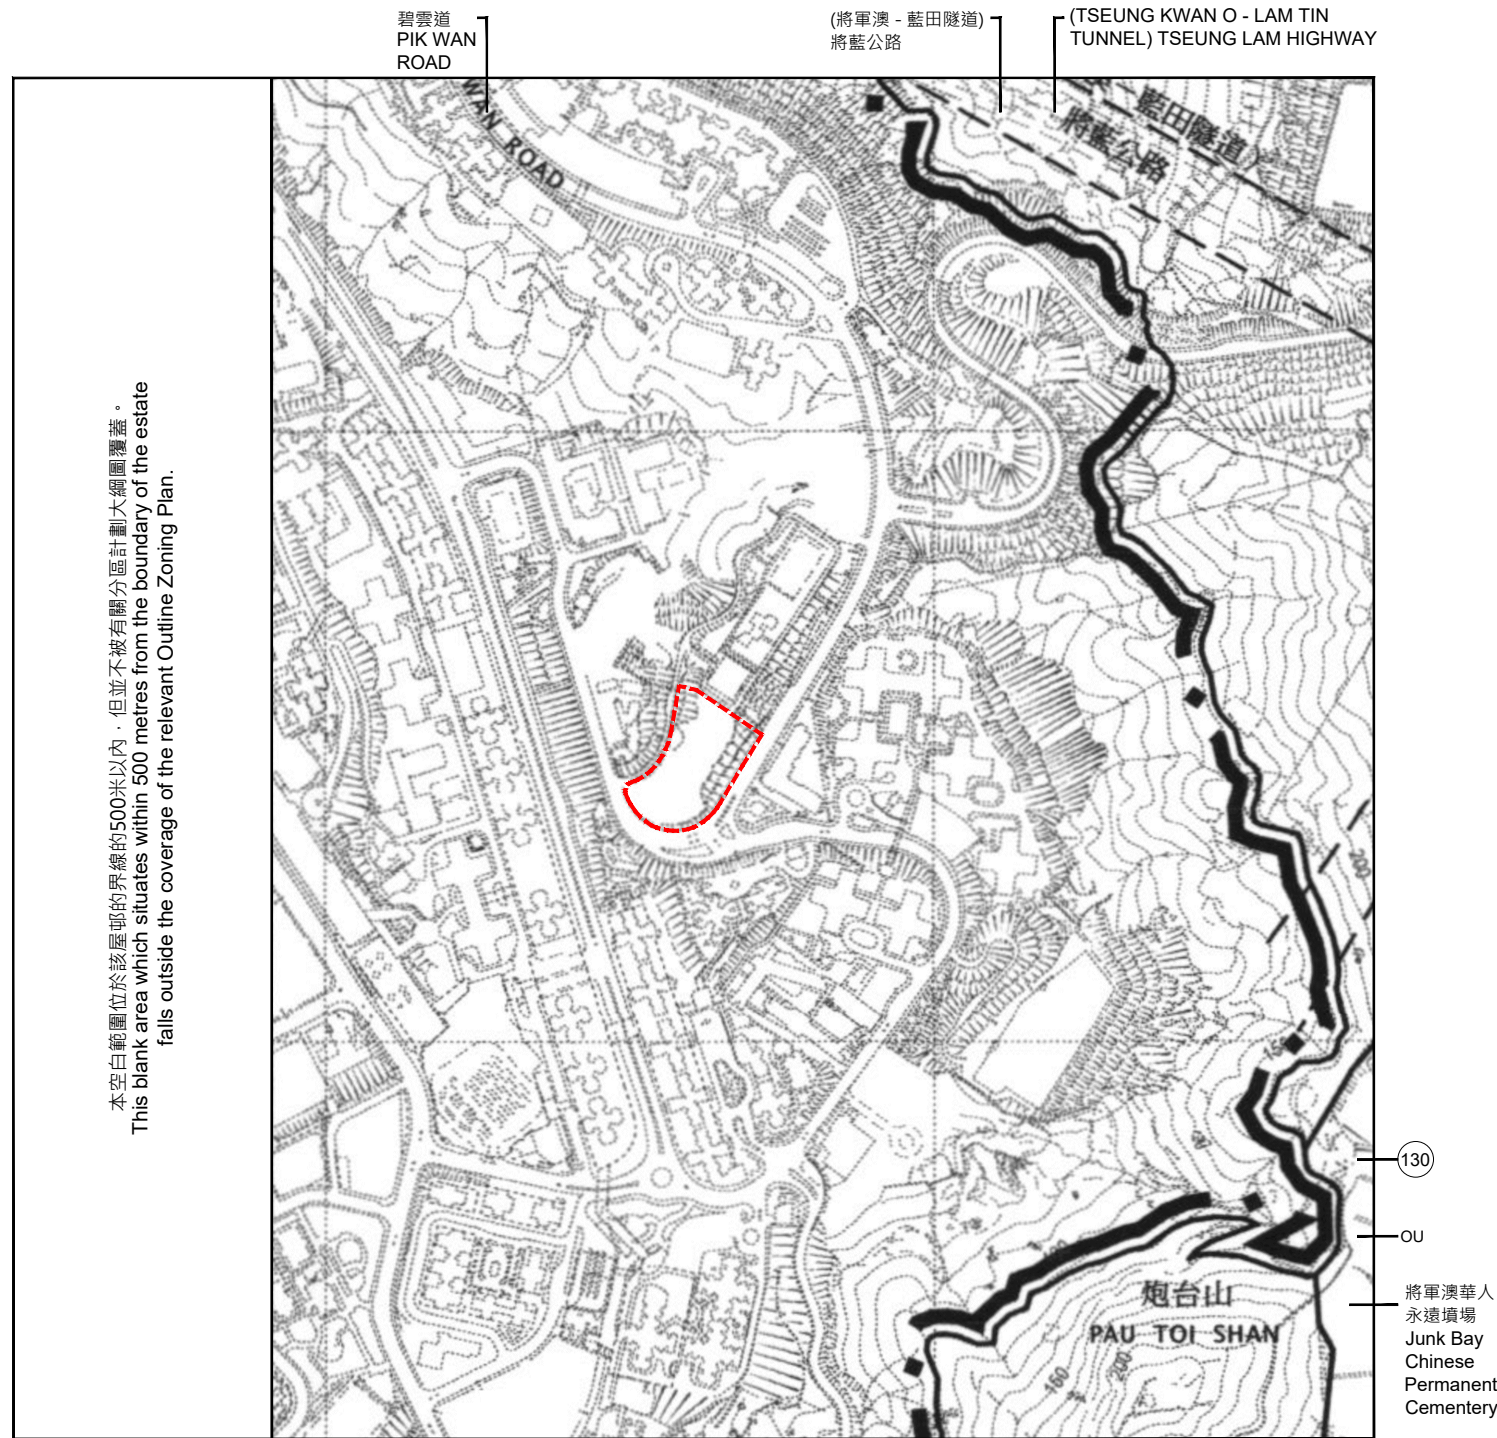 碧雲道
PIK WAN
ROAD
(將軍澳 - 藍田隧道)
將藍公路
(TSEUNG KWAN O - LAM TIN
TUNNEL) TSEUNG LAM HIGHWAY
WAN ROAD
藍田隧道）
將藍公路
本空白範圍位於該屋邨的界線的500米以內，但並不被有關分區計劃大綱圖覆蓋。
This blank area which situates within 500 metres from the boundary of the estate
falls outside the coverage of the relevant Outline Zoning Plan.
200
130
OU
炮台山
PAU TOI SHAN
150
200
將軍澳華人
永遠墳場
Junk Bay
Chinese
Permanent
Cementery